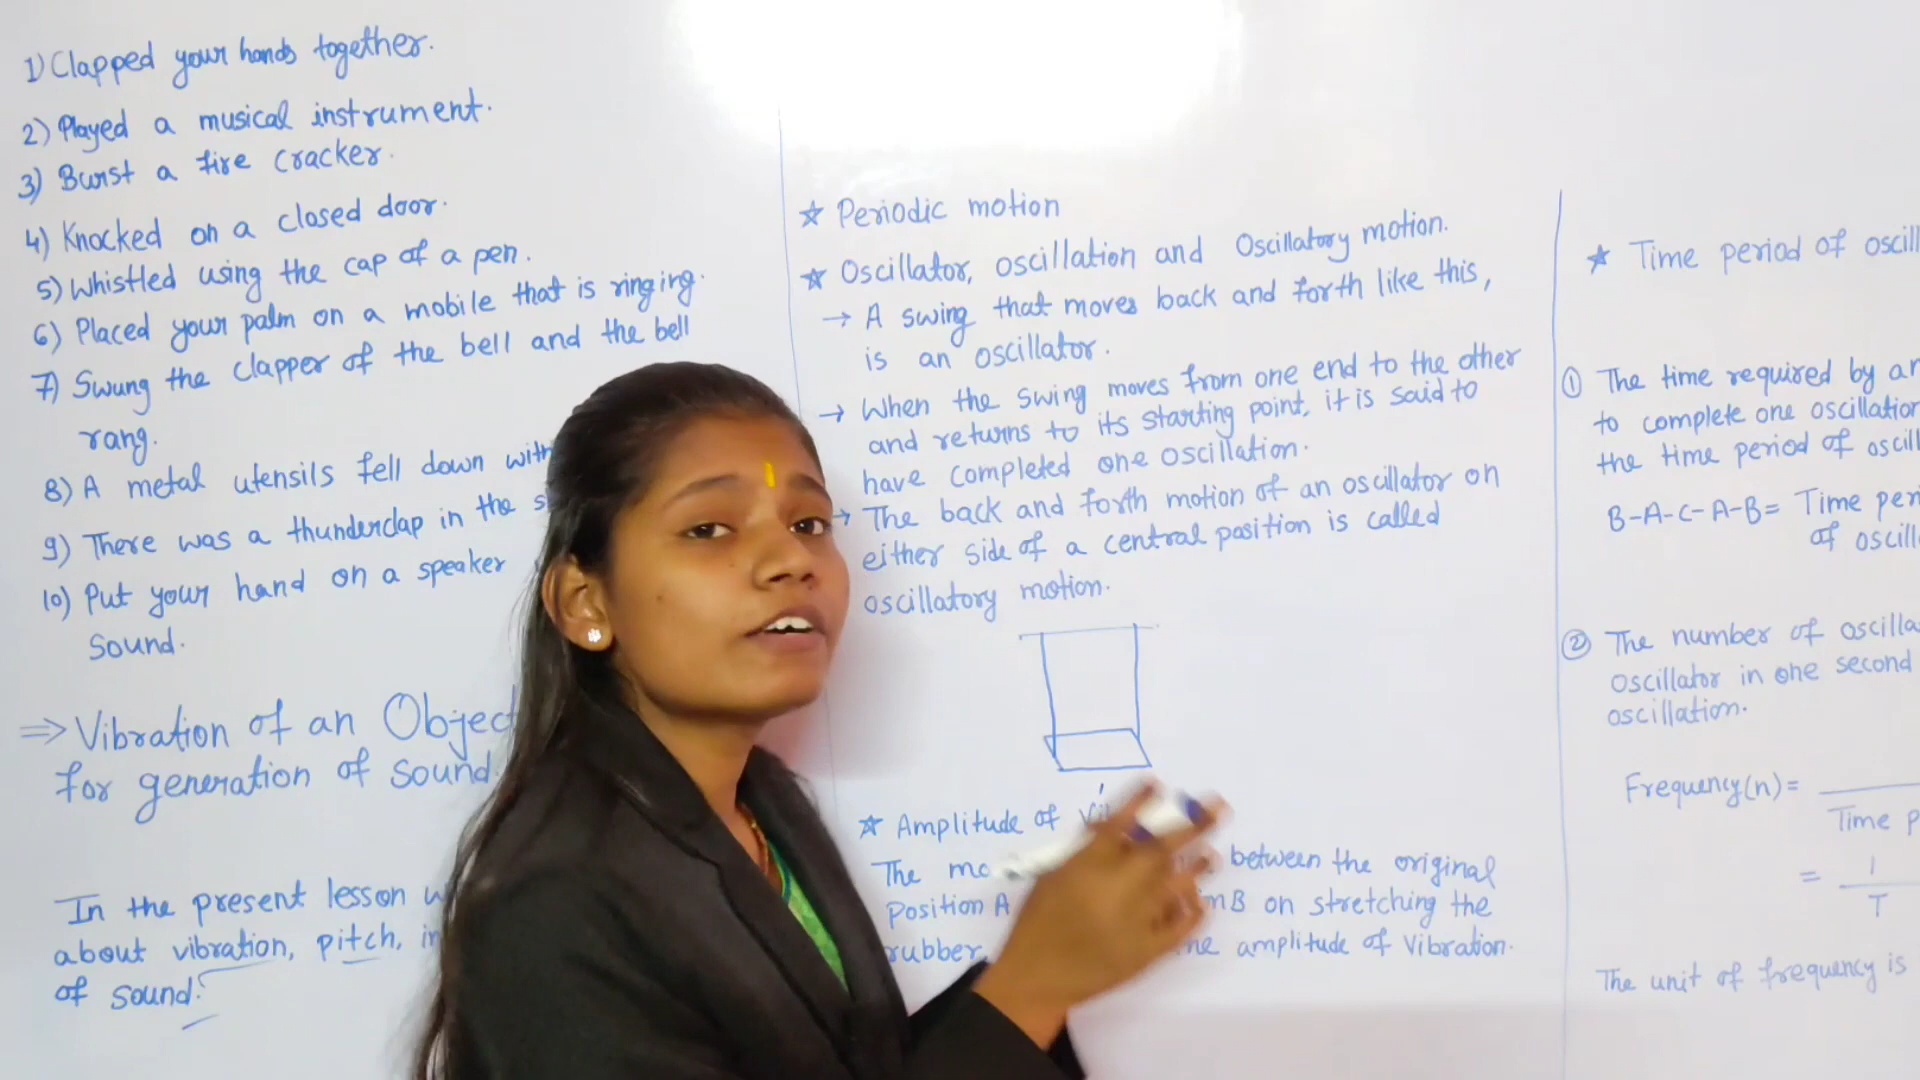 1) Clapped your hands together.
2) Played a musical instrument.
3) Burst a fire cracker.
4) Knocked on a closed door.
5) Whistled using the cap of a pen.
6) Placed your palm on a mobile that is ringing.
7) Swung the clapper of the bell and the bell
rang.
8) A metal utensils fell down with
9) There was a thunderclap in the
10) Put your hand on a speaker
Sound.
⇒ Vibration of an Object
for generation of sound.
In the present lesson
about vibration, pitch,
of sound.
☆ Periodic motion
☆ Oscillator, oscillation and Oscillatory motion.
→ A swing that moves back and forth like this,
is an oscillator.
→ When the swing moves from one end to the other
and returns to its starting point, it is said to
have completed one oscillation.
→ The back and forth motion of an oscillator on
either side of a central position is called
oscillatory motion.
☆ Amplitude of
The between the original
Position A B on stretching the
rubber, amplitude of vibration.
☆ Time period of
① The time required by
to complete one oscillation
the time period of
B-A-C-A-B= Time
of
② The number of
oscillator in one second
oscillation.
Frequency(n)=
Time
= 1
T
The unit of frequency is